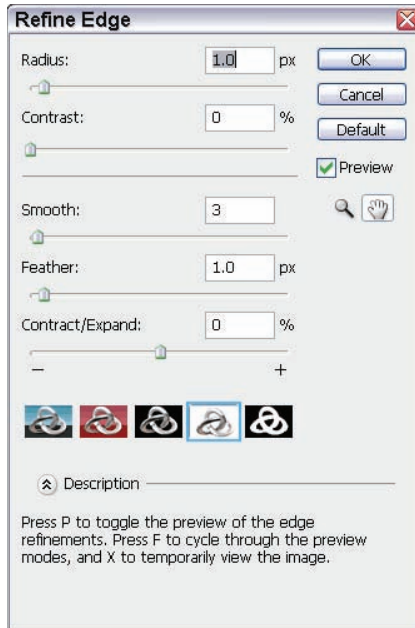 Refine Edge
Radius: 1.0 px
OK
Cancel
Contrast: 0 %
Default
Preview
Smooth: 3
Feather: 1.0 px
Contract/Expand: 0 %
− +
Description
Press P to toggle the preview of the edge
refinements. Press F to cycle through the preview
modes, and X to temporarily view the image.